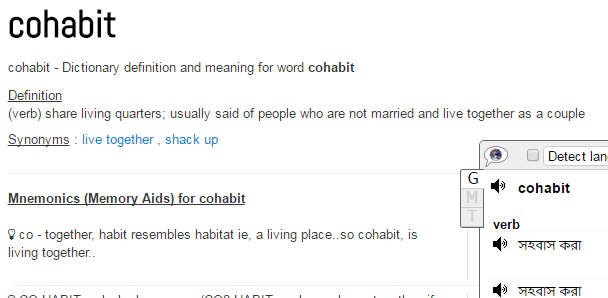 cohabit
cohabit - Dictionary definition and meaning for word cohabit
Definition
(verb) share living quarters; usually said of people who are not married and live together as a couple
Synonyms : live together , shack up
Detect lan
G
M
T
cohabit
Mnemonics (Memory Aids) for cohabit
verb
co - together, habit resembles habitat ie, a living place..so cohabit, is
living together..
সহবাস করা
সহবাস করা